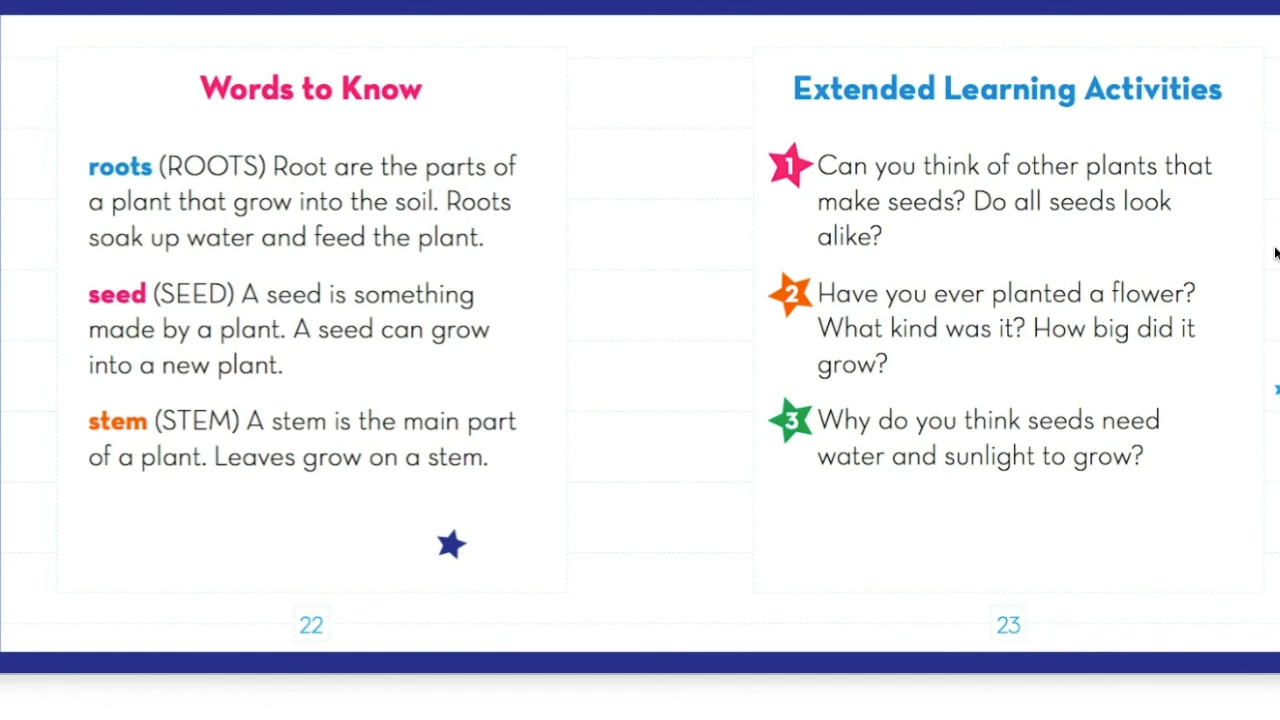 Words to Know
roots (ROOTS) Root are the parts of
a plant that grow into the soil. Roots
soak up water and feed the plant.
seed (SEED) A seed is something
made by a plant. A seed can grow
into a new plant.
stem (STEM) A stem is the main part
of a plant. Leaves grow on a stem.
22
Extended Learning Activities
1 Can you think of other plants that
make seeds? Do all seeds look
alike?
2 Have you ever planted a flower?
What kind was it? How big did it
grow?
3 Why do you think seeds need
water and sunlight to grow?
23